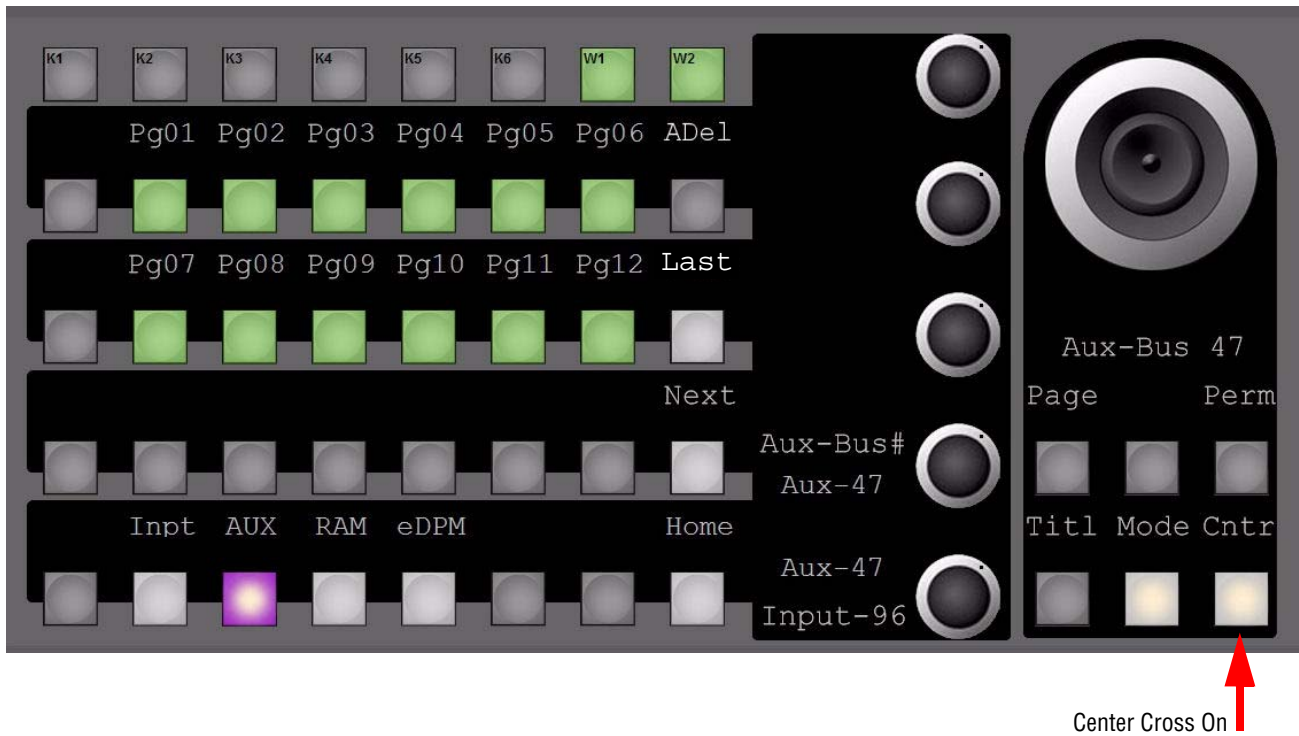 K1 K2 K3 K4 K5 K6 W1 W2
Pg01 Pg02 Pg03 Pg04 Pg05 Pg06 ADel
Pg07 Pg08 Pg09 Pg10 Pg11 Pg12 Last
Next
Aux-Bus#
Aux-47
Inpt AUX RAM eDPM Home
Aux-47
Input-96
Aux-Bus 47
Page Perm
Titl Mode Cntr
Center Cross On